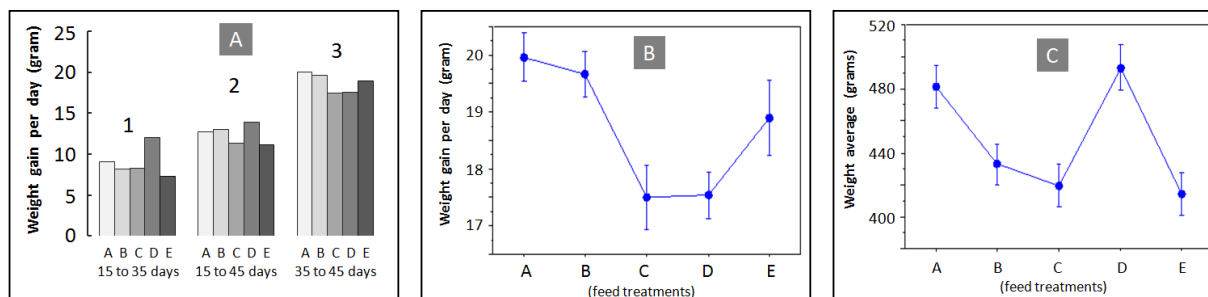 A
Weight gain per day (gram)
25
20
15
10
5
0
1
2
3
A B C D E
A B C D E
A B C D E
15 to 35 days
15 to 45 days
35 to 45 days
B
Weight gain per day (gram)
20
19
18
17
A
B
C
D
E
(feed treatments)
C
Weight average (grams)
520
480
440
400
A
B
C
D
E
(feed treatments)